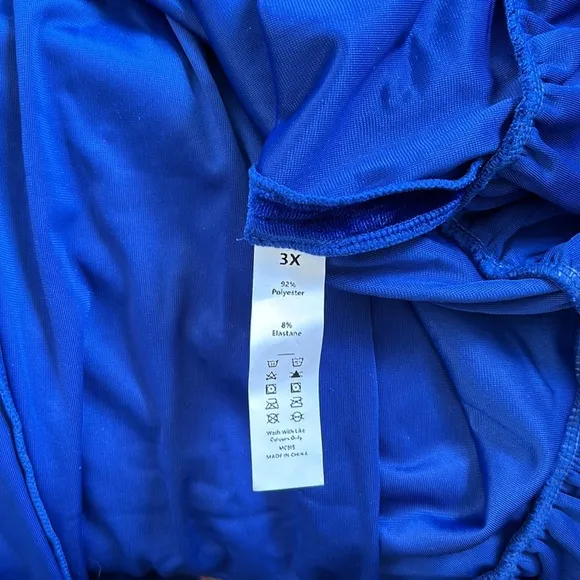 3X
92%
Polyester
8%
Elastane
Wash With Like
Colours Only
MADE IN CHINA